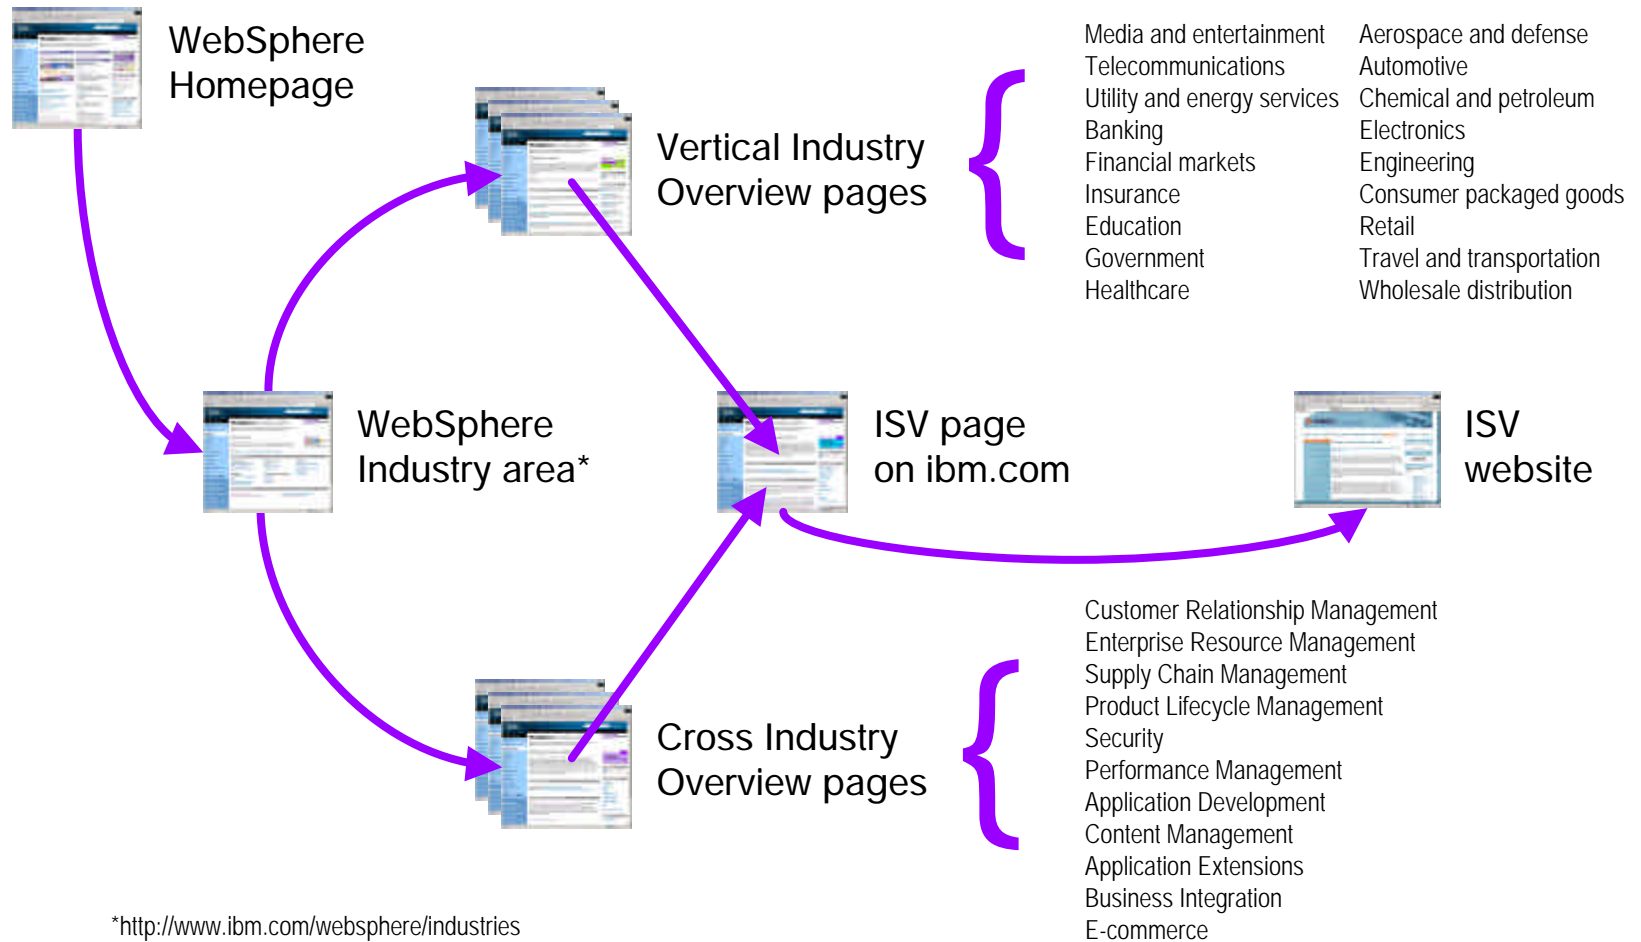 WebSphere
Homepage
Vertical Industry
Overview pages
Media and entertainment
Telecommunications
Utility and energy services
Banking
Financial markets
Insurance
Education
Government
Healthcare
Aerospace and defense
Automotive
Chemical and petroleum
Electronics
Engineering
Consumer packaged goods
Retail
Travel and transportation
Wholesale distribution
WebSphere
Industry area*
ISV page
on ibm.com
ISV
website
Cross Industry
Overview pages
Customer Relationship Management
Enterprise Resource Management
Supply Chain Management
Product Lifecycle Management
Security
Performance Management
Application Development
Content Management
Application Extensions
Business Integration
E-commerce
*http://www.ibm.com/websphere/industries